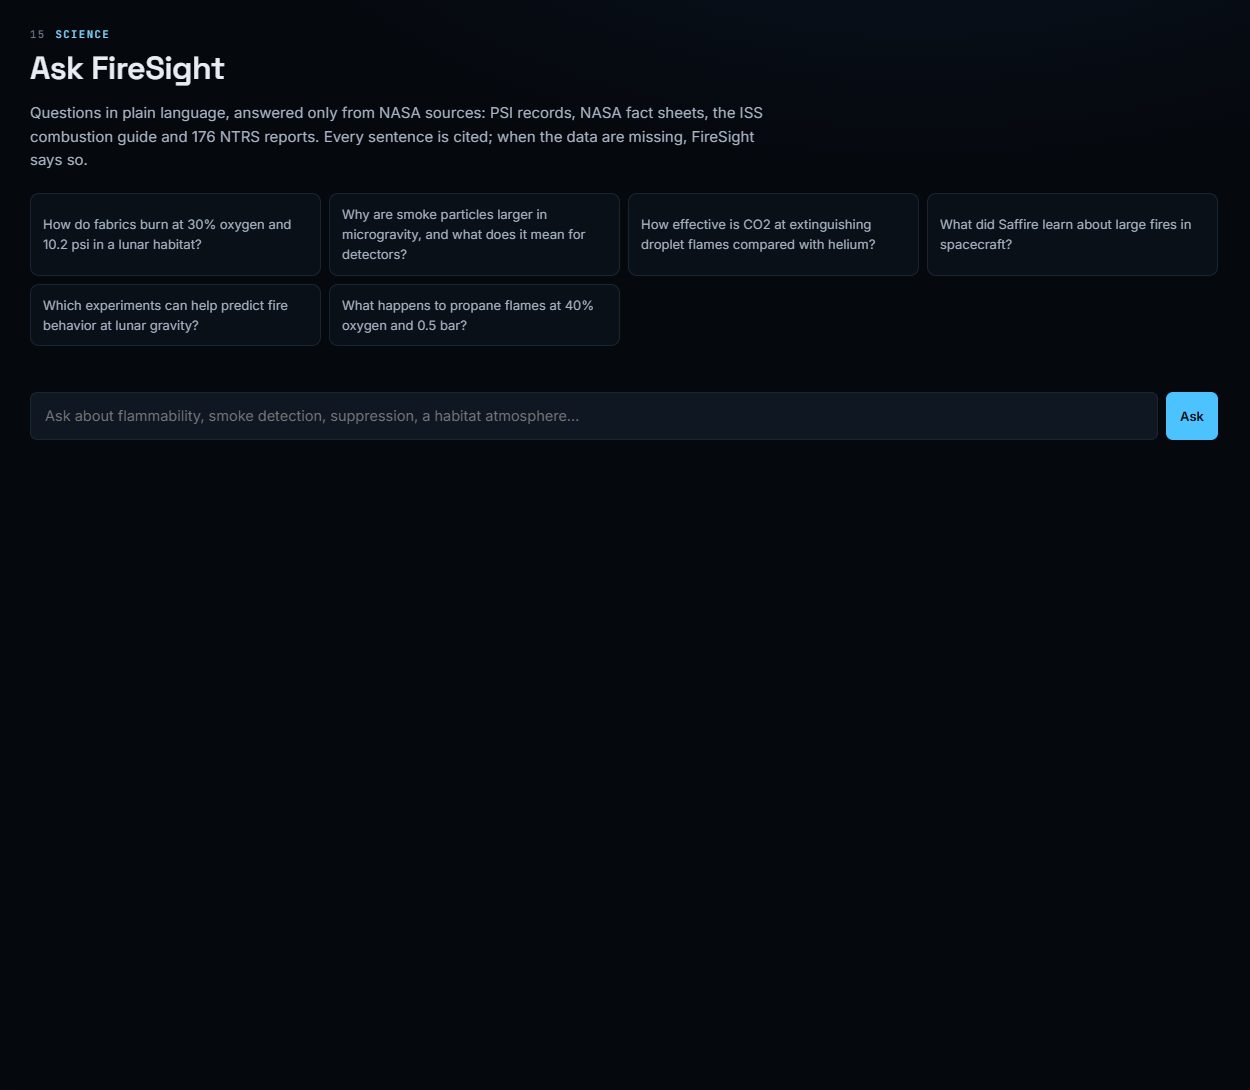 15 SCIENCE
Ask FireSight
Questions in plain language, answered only from NASA sources: PSI records, NASA fact sheets, the ISS
combustion guide and 176 NTRS reports. Every sentence is cited; when the data are missing, FireSight
says so.
How do fabrics burn at 30% oxygen and
10.2 psi in a lunar habitat?
Why are smoke particles larger in
microgravity, and what does it mean for
detectors?
How effective is CO2 at extinguishing
droplet flames compared with helium?
What did Saffire learn about large fires in
spacecraft?
Which experiments can help predict fire
behavior at lunar gravity?
What happens to propane flames at 40%
oxygen and 0.5 bar?
Ask about flammability, smoke detection, suppression, a habitat atmosphere...
Ask